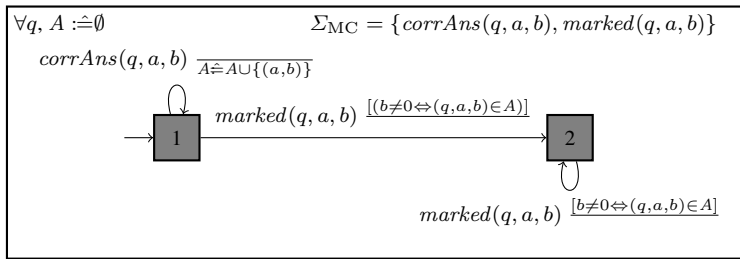 ∀q, A :≙ ∅ Σ_MC = {corrAns(q, a, b), marked(q, a, b)}
corrAns(q, a, b) A≙A∪{(a,b)}
marked(q, a, b) [(b≠0⇔(q,a,b)∈A)]
1 2
marked(q, a, b) [b≠0⇔(q,a,b)∈A]